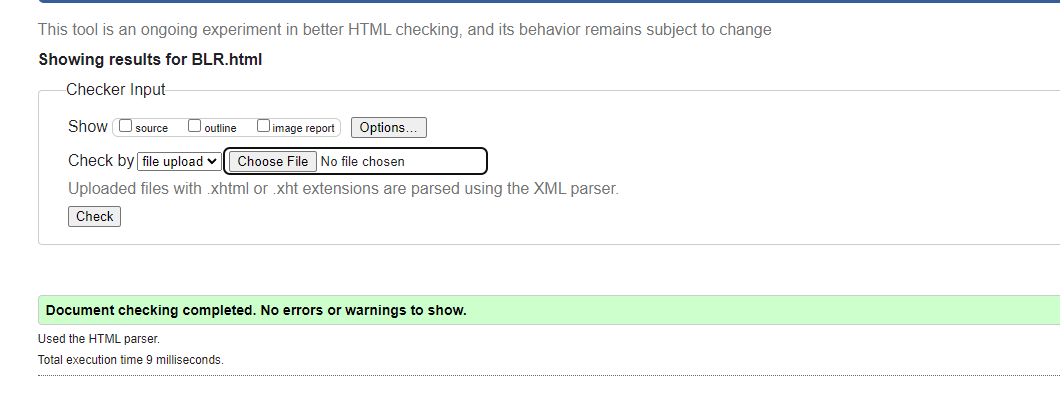 This tool is an ongoing experiment in better HTML checking, and its behavior remains subject to change
Showing results for BLR.html
Checker Input
Show source outline image report Options...
Check by file upload Choose File No file chosen
Uploaded files with .xhtml or .xht extensions are parsed using the XML parser.
Check
Document checking completed. No errors or warnings to show.
Used the HTML parser.
Total execution time 9 milliseconds.